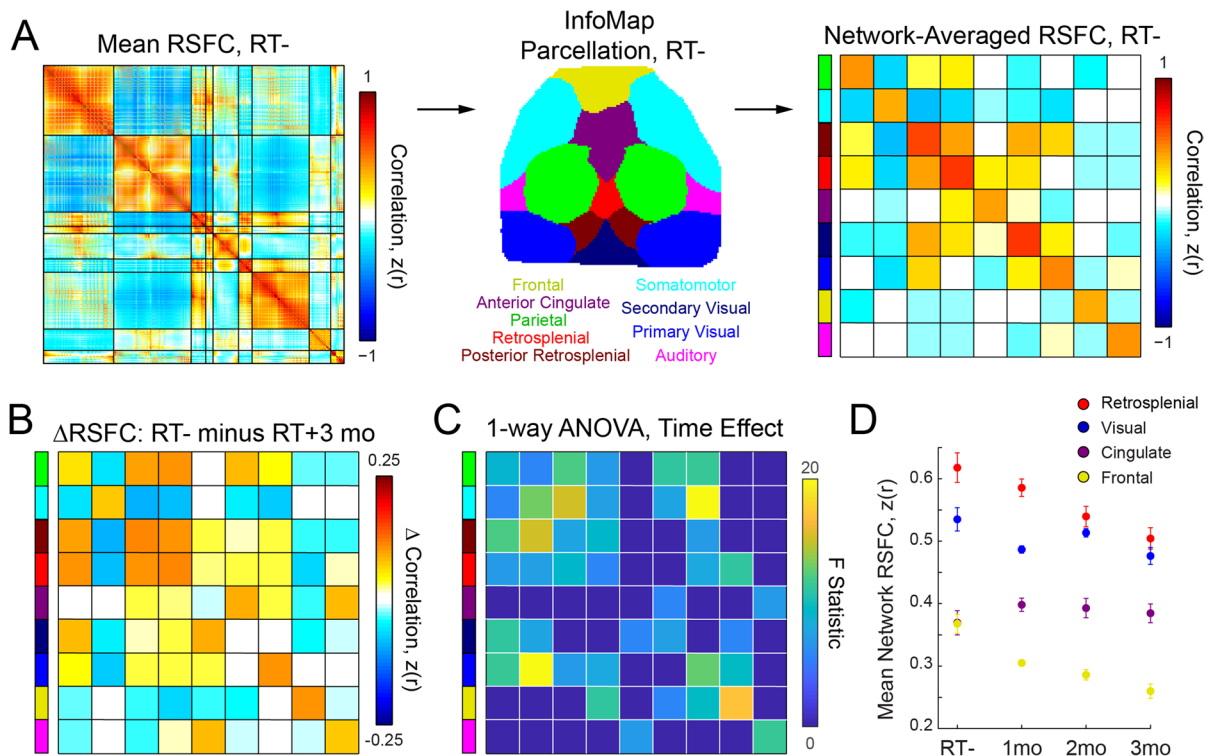 A
Mean RSFC, RT-
1
Correlation, z(r)
−1
InfoMap
Parcellation, RT-
Frontal
Somatomotor
Anterior Cingulate
Secondary Visual
Parietal
Retrosplenial
Primary Visual
Posterior Retrosplenial
Auditory
Network-Averaged RSFC, RT-
1
Correlation, z(r)
−1
B
ΔRSFC: RT- minus RT+3 mo
0.25
Δ Correlation, z(r)
-0.25
C
1-way ANOVA, Time Effect
20
F Statistic
0
D
Retrosplenial
Visual
Cingulate
Frontal
Mean Network RSFC, z(r)
0.6
0.5
0.4
0.3
0.2
RT-
1mo
2mo
3mo